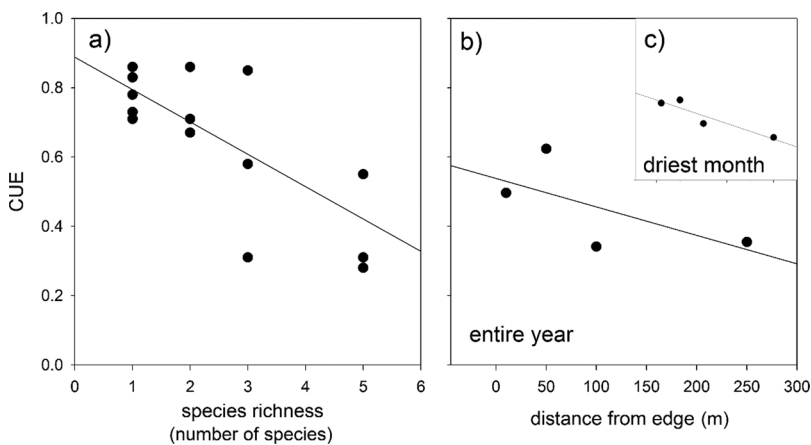 a)
b)
c)
1.0
0.8
0.6
0.4
0.2
0.0
CUE
driest month
entire year
0 1 2 3 4 5 6
0 50 100 150 200 250 300
species richness
(number of species)
distance from edge (m)